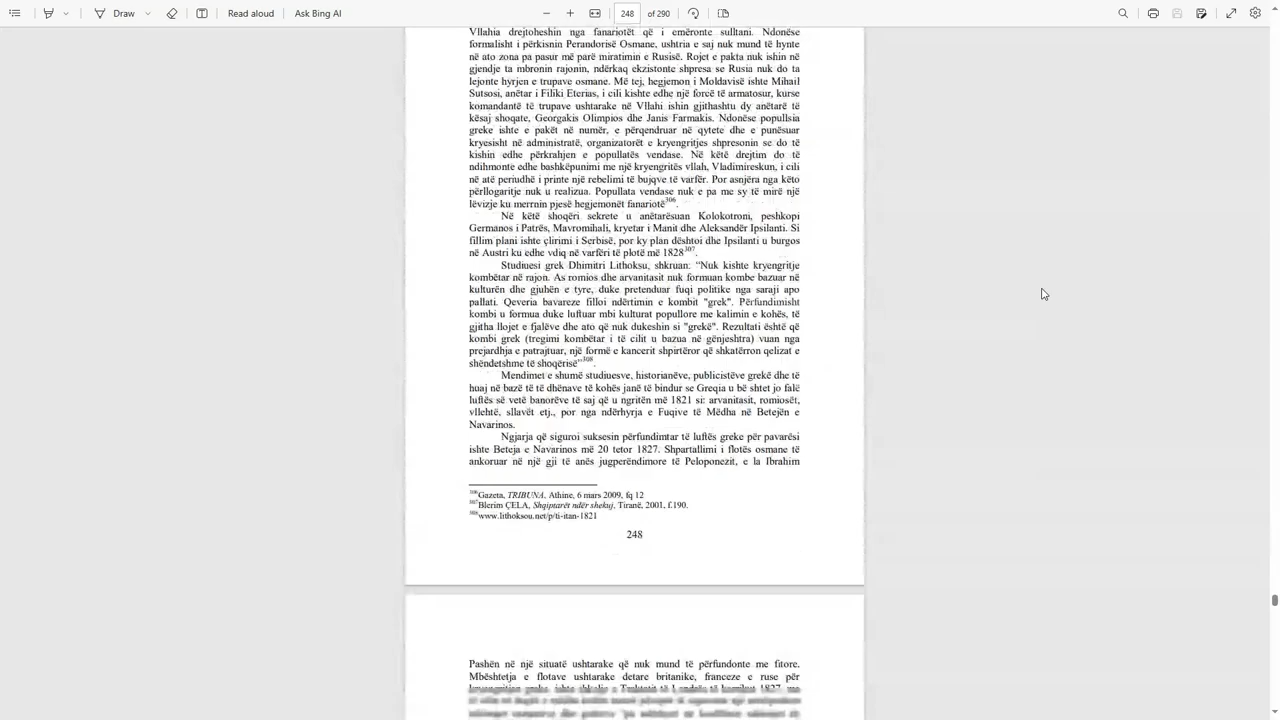 Draw
Read aloud
Ask Bing AI
248 of 290
Vllahia drejtoheshin nga fanariotët që i emëronte sulltani. Ndonëse
formalisht i përkisnin Perandorisë Osmane, ushtria e saj nuk mund të hynte
në ato zona pa pasur më parë miratimin e Rusisë. Rojet e pakta nuk ishin në
gjendje ta mbronin rajonin, ndërkaq ekzistonte shpresa se Rusia nuk do ta
lejonte hyrjen e trupave osmane. Më tej, hegjemon i Moldavisë ishte Mihail
Sutsosi, anëtar i Filiki Eterias, i cili kishte edhe një forcë të armatosur, kurse
komandantë të trupave ushtarake në Vllahi ishin gjithashtu dy anëtarë të
kësaj shoqate, Georgakis Olimpios dhe Janis Farmakis. Ndonëse popullsia
greke ishte e pakët në numër, e përqendruar në qytete dhe e punësuar
kryesisht në administratë, organizatorët e kryengritjes shpresonin se do të
kishin edhe përkrahjen e popullatës vendase. Në këtë drejtim do të
ndihmonte edhe bashkëpunimi me një kryengritës vllah, Vladimireskun, i cili
në atë periudhë i printe një rebelimi të bujqve të varfër. Por asnjëra nga këto
përllogaritje nuk u realizua. Popullata vendase nuk e pa me sy të mirë një
lëvizje ku merrnin pjesë hegjemonët fanariotë306.
Në këtë shoqëri sekrete u anëtarësuan Kolokotroni, peshkopi
Germanos i Patrës, Mavromihali, kryetar i Manit dhe Aleksandër Ipsilanti. Si
fillim plani ishte çlirimi i Serbisë, por ky plan dështoi dhe Ipsilanti u burgos
në Austri ku edhe vdiq në varfëri të plotë më 1828307.
Studiuesi grek Dhimitri Lithoksu, shkruan: “Nuk kishte kryengritje
kombëtar në rajon. As romios dhe arvanitasit nuk formuan kombe bazuar në
kulturën dhe gjuhën e tyre, duke pretenduar fuqi politike nga saraji apo
pallati. Qeveria bavareze filloi ndërtimin e kombit "grek". Përfundimisht
kombi u formua duke luftuar mbi kulturat popullore me kalimin e kohës, të
gjitha llojet e fjalëve dhe ato që nuk dukeshin si "grekë". Rezultati është që
kombi grek (tregimi kombëtar i të cilit u bazua në gënjeshtra) vuan nga
prejardhja e patrajtuar, një formë e kancerit shpirtëror që shkatërron qelizat e
shëndetshme të shoqërisë”308.
Mendimet e shumë studiuesve, historianëve, publicistëve grekë dhe të
huaj në bazë të të dhënave të kohës janë të bindur se Greqia u bë shtet jo falë
luftës së vetë banorëve të saj që u ngritën më 1821 si: arvanitasit, romiosët,
vllehtë, sllavët etj., por nga ndërhyrja e Fuqive të Mëdha në Betejën e
Navarinos.
Ngjarja që siguroi suksesin përfundimtar të luftës greke për pavarësi
ishte Beteja e Navarinos më 20 tetor 1827. Shpartallimi i flotës osmane të
ankoruar në një gji të anës jugperëndimore të Peloponezit, e la Ibrahim
306Gazeta, TRIBUNA, Athinë, 6 mars 2009, fq 12
307Blerim ÇELA, Shqiptarët ndër shekuj, Tiranë, 2001, f.190.
308www.lithoksou.net/p/ti-itan-1821
248
Pashën në një situatë ushtarake që nuk mund të përfundonte me fitore.
Mbështetja e flotave ushtarake detare britanike, franceze e ruse për